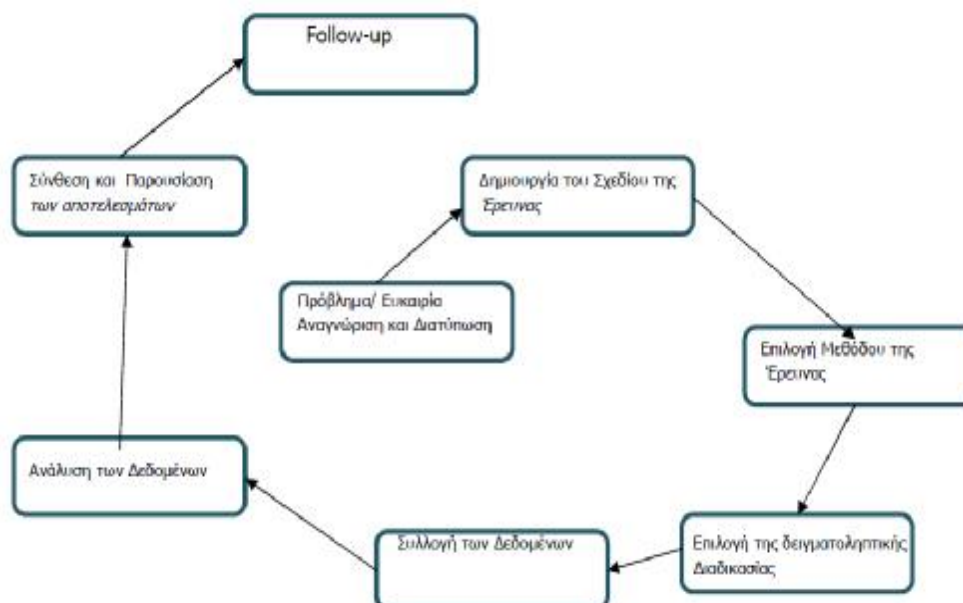 Follow-up
Σύνθεση και Παρουσίαση
των αποτελεσμάτων
Δημιουργία του Σχεδίου της
Έρευνας
Πρόβλημα/ Ευκαιρία
Αναγνώριση και Διατύπωση
Επιλογή Μεθόδου της
Έρευνας
Ανάλυση των Δεδομένων
Συλλογή των Δεδομένων
Επιλογή της δειγματοληπτικής
Διαδικασίας